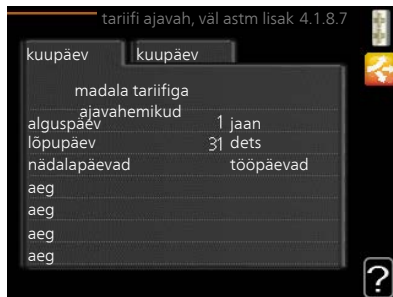 tariifi ajavah, väl astm lisak 4.1.8.7
kuupäev kuupäev
madala tariifiga
ajavahemikud
alguspäev 1 jaan
lõpupäev 31 dets
nädalapäevad tööpäevad
aeg
aeg
aeg
aeg
?